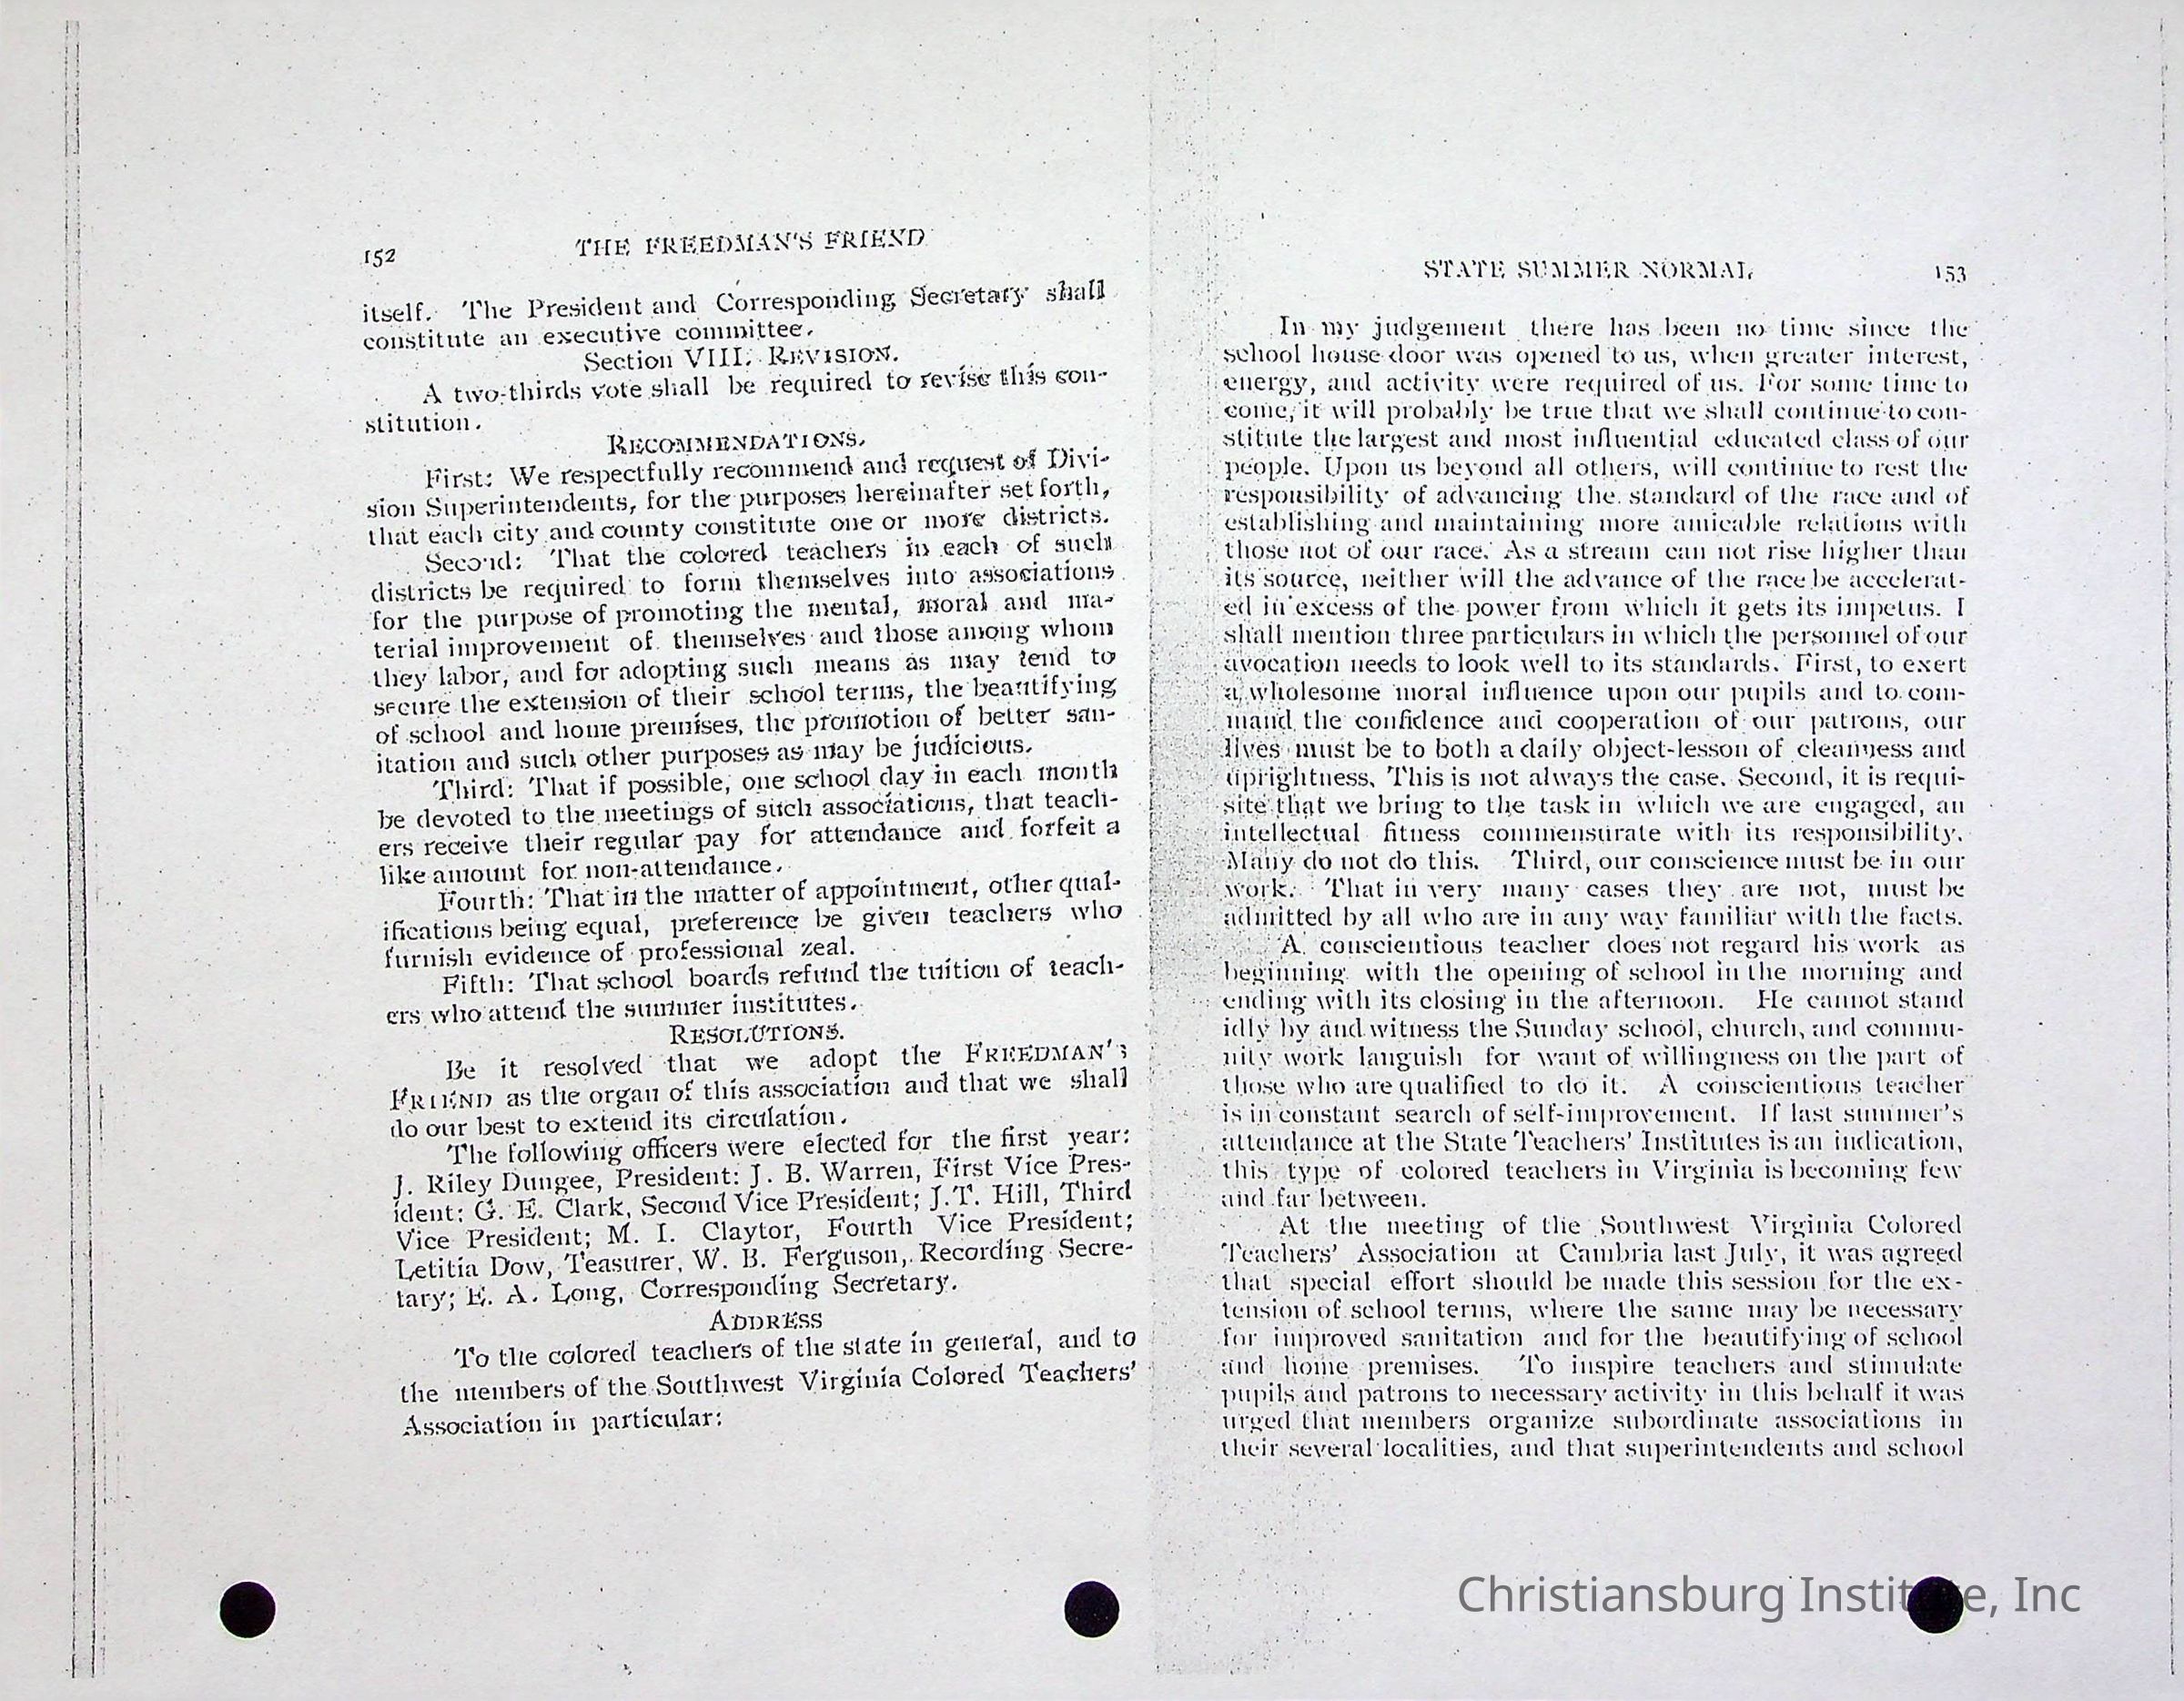 152
THE FREEDMAN'S FRIEND
itself. The President and Corresponding Secretary shall
constitute an executive committee.
Section VIII. REVISION.
A two-thirds vote shall be required to revise this con-
stitution.
RECOMMENDATIONS.
First: We respectfully recommend and request of Divi-
sion Superintendents, for the purposes hereinafter set forth,
that each city and county constitute one or more districts.
Second: That the colored teachers in each of such
districts be required to form themselves into associations
for the purpose of promoting the mental, moral and ma-
terial improvement of themselves and those among whom
they labor, and for adopting such means as may tend to
secure the extension of their school terms, the beautifying
of school and home premises, the promotion of better san-
itation and such other purposes as may be judicious.
Third: That if possible, one school day in each month
be devoted to the meetings of such associations, that teach-
ers receive their regular pay for attendance and forfeit a
like amount for non-attendance.
Fourth: That in the matter of appointment, other qual-
ifications being equal, preference be given teachers who
furnish evidence of professional zeal.
Fifth: That school boards refund the tuition of teach-
ers who attend the summer institutes.
RESOLUTIONS.
Be it resolved that we adopt the FREEDMAN'S
FRIEND as the organ of this association and that we shall
do our best to extend its circulation.
The following officers were elected for the first year:
J. Riley Dungee, President: J. B. Warren, First Vice Pres-
ident; G. E. Clark, Second Vice President; J.T. Hill, Third
Vice President; M. I. Claytor, Fourth Vice President;
Letitia Dow, Teasurer, W. B. Ferguson, Recording Secre-
tary; E. A. Long, Corresponding Secretary.
ADDRESS
To the colored teachers of the state in general, and to
the members of the Southwest Virginia Colored Teachers'
Association in particular:
STATE SUMMER NORMAL
153
In my judgement there has been no time since the
school house door was opened to us, when greater interest,
energy, and activity were required of us. For some time to
come, it will probably be true that we shall continue to con-
stitute the largest and most influential educated class of our
people. Upon us beyond all others, will continue to rest the
responsibility of advancing the standard of the race and of
establishing and maintaining more amicable relations with
those not of our race. As a stream can not rise higher than
its source, neither will the advance of the race be accelerat-
ed in excess of the power from which it gets its impetus. I
shall mention three particulars in which the personnel of our
avocation needs to look well to its standards. First, to exert
a wholesome moral influence upon our pupils and to com-
mand the confidence and cooperation of our patrons, our
lives must be to both a daily object-lesson of cleanness and
uprightness. This is not always the case. Second, it is requi-
site that we bring to the task in which we are engaged, an
intellectual fitness commensurate with its responsibility.
Many do not do this. Third, our conscience must be in our
work. That in very many cases they are not, must be
admitted by all who are in any way familiar with the facts.
A conscientious teacher does not regard his work as
beginning with the opening of school in the morning and
ending with its closing in the afternoon. He cannot stand
idly by and witness the Sunday school, church, and commu-
nity work languish for want of willingness on the part of
those who are qualified to do it. A conscientious teacher
is in constant search of self-improvement. If last summer's
attendance at the State Teachers' Institutes is an indication,
this type of colored teachers in Virginia is becoming few
and far between.
At the meeting of the Southwest Virginia Colored
Teachers' Association at Cambria last July, it was agreed
that special effort should be made this session for the ex-
tension of school terms, where the same may be necessary
for improved sanitation and for the beautifying of school
and home premises. To inspire teachers and stimulate
pupils and patrons to necessary activity in this behalf it was
urged that members organize subordinate associations in
their several localities, and that superintendents and school
Christiansburg Institute, Inc